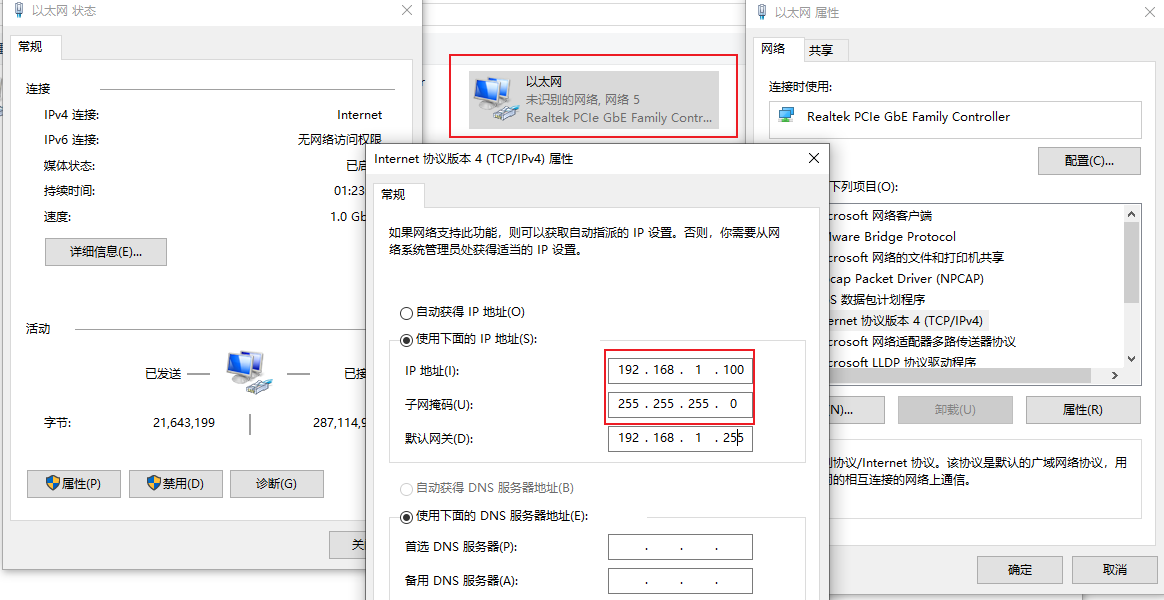 以太网 状态
常规
连接
IPv4 连接:
Internet
IPv6 连接:
无网络访问权限
媒体状态:
持续时间:
01:23
速度:
1.0 Gb
详细信息(E)...
活动
已发送
字节:
21,643,199
287,114,9
属性(P)
禁用(D)
诊断(G)
以太网
未识别的网络, 网络 5
Realtek PCIe GbE Family Contr...
Internet 协议版本 4 (TCP/IPv4) 属性
常规
如果网络支持此功能，则可以获取自动指派的 IP 设置。否则，你需要从网
络系统管理员处获得适当的 IP 设置。
自动获得 IP 地址(O)
使用下面的 IP 地址(S):
IP 地址(I):
192 . 168 . 1 . 100
子网掩码(U):
255 . 255 . 255 . 0
默认网关(D):
192 . 168 . 1 . 255
自动获得 DNS 服务器地址(B)
使用下面的 DNS 服务器地址(E):
首选 DNS 服务器(P):
. . .
备用 DNS 服务器(A):
. . .
以太网 属性
网络
共享
连接时使用:
Realtek PCIe GbE Family Controller
配置(C)...
下列项目(O):
crosoft 网络客户端
ware Bridge Protocol
crosoft 网络的文件和打印机共享
cap Packet Driver (NPCAP)
S 数据包计划程序
ernet 协议版本 4 (TCP/IPv4)
crosoft 网络适配器多路传送器协议
crosoft LLDP 协议驱动程序
N)...
卸载(U)
属性(R)
协议/Internet 协议。该协议是默认的广域网络协议，用
的相互连接的网络上通信。
确定
取消